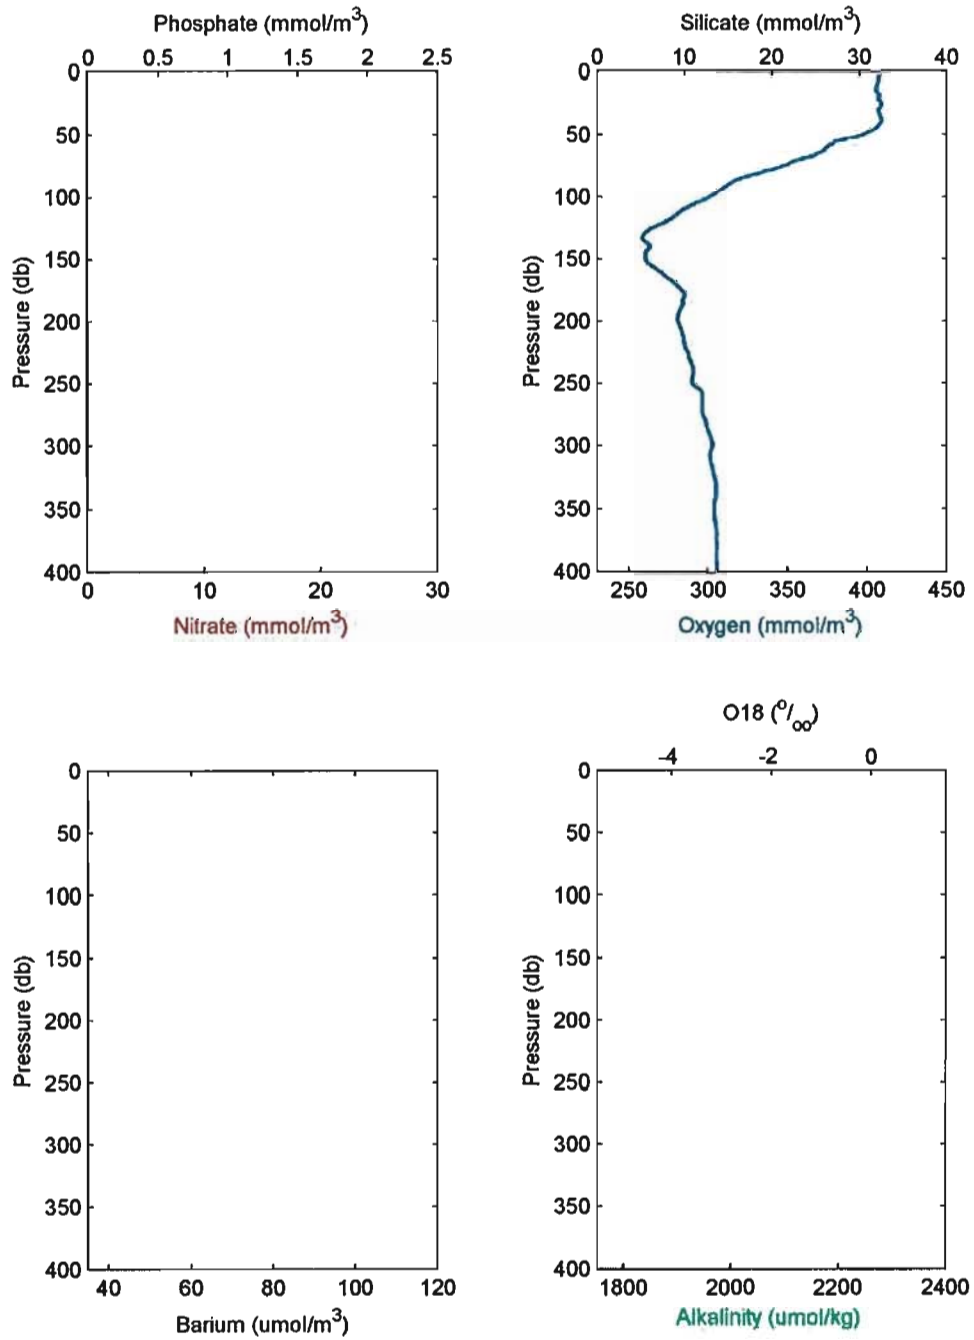 Phosphate (mmol/m3)
0 0.5 1 1.5 2 2.5
0
50
100
150
200
250
300
350
400
Pressure (db)
0 10 20 30
Nitrate (mmol/m3)
Silicate (mmol/m3)
0 10 20 30 40
0
50
100
150
200
250
300
350
400
Pressure (db)
250 300 350 400 450
Oxygen (mmol/m3)
0
50
100
150
200
250
300
350
400
Pressure (db)
40 60 80 100 120
Barium (umol/m3)
O18 (o/oo)
-4 -2 0
0
50
100
150
200
250
300
350
400
Pressure (db)
1800 2000 2200 2400
Alkalinity (umol/kg)